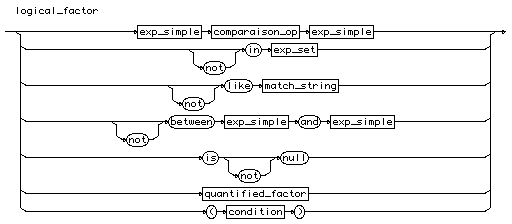 logical_factor
exp_simple comparaison_op exp_simple
not in exp_set
not like match_string
not between exp_simple and exp_simple
is not null
quantified_factor
( condition )